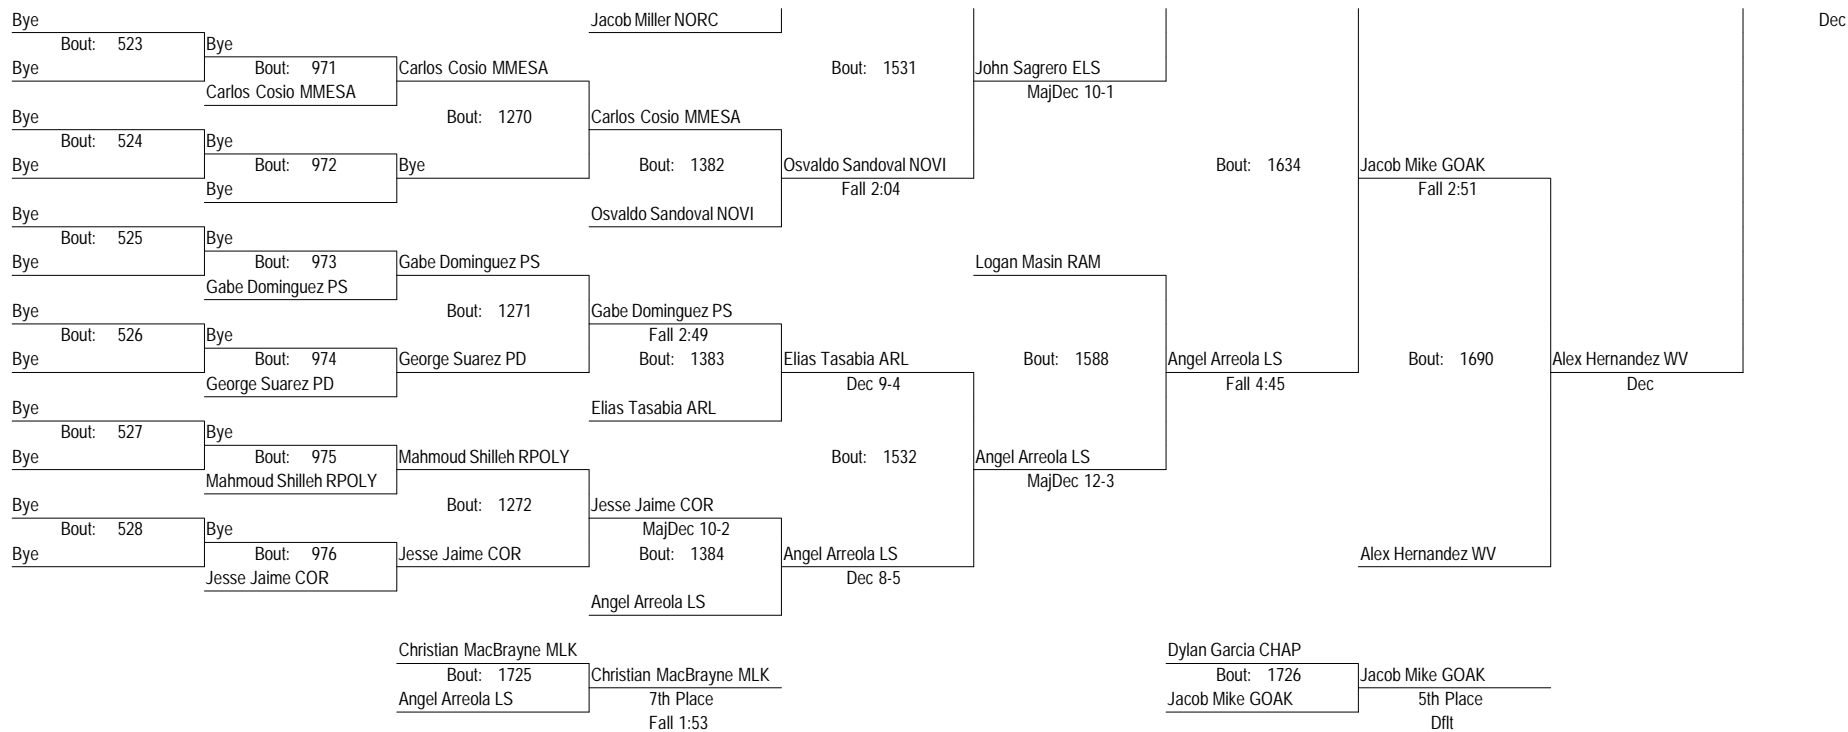 Bye Jacob Miller NORC Dec
Bout: 523 Bye
Bye Bout: 971 Carlos Cosio MMESA Bout: 1531 John Sagrero ELS
Carlos Cosio MMESA MajDec 10-1
Bye Bout: 1270 Carlos Cosio MMESA
Bout: 524 Bye
Bye Bout: 972 Bye Bout: 1382 Osvaldo Sandoval NOVI Bout: 1634 Jacob Mike GOAK
Bye Fall 2:04 Fall 2:51
Bye Osvaldo Sandoval NOVI
Bout: 525 Bye
Bye Bout: 973 Gabe Dominguez PS Logan Masin RAM
Gabe Dominguez PS
Bye Bout: 1271 Gabe Dominguez PS
Bout: 526 Bye Fall 2:49
Bye Bout: 974 George Suarez PD Bout: 1383 Elias Tasabia ARL Bout: 1588 Angel Arreola LS Bout: 1690 Alex Hernandez WV
George Suarez PD Dec 9-4 Fall 4:45 Dec
Bye Elias Tasabia ARL
Bout: 527 Bye
Bye Bout: 975 Mahmoud Shilleh RPOLY Bout: 1532 Angel Arreola LS
Mahmoud Shilleh RPOLY MajDec 12-3
Bye Bout: 1272 Jesse Jaime COR
Bout: 528 Bye MajDec 10-2
Bye Bout: 976 Jesse Jaime COR Bout: 1384 Angel Arreola LS Alex Hernandez WV
Jesse Jaime COR Dec 8-5
Angel Arreola LS
Christian MacBrayne MLK Dylan Garcia CHAP
Bout: 1725 Christian MacBrayne MLK Bout: 1726 Jacob Mike GOAK
Angel Arreola LS 7th Place Jacob Mike GOAK 5th Place
Fall 1:53 Dflt